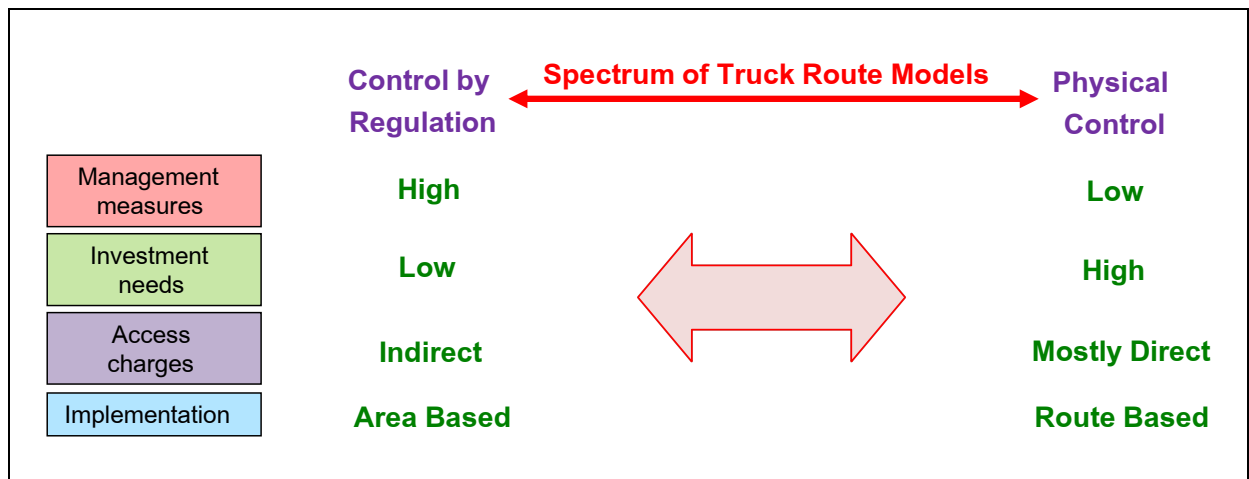 Spectrum of Truck Route Models
Control by
Regulation
Physical
Control
Management
measures
High
Low
Investment
needs
Low
High
Access
charges
Indirect
Mostly Direct
Implementation
Area Based
Route Based